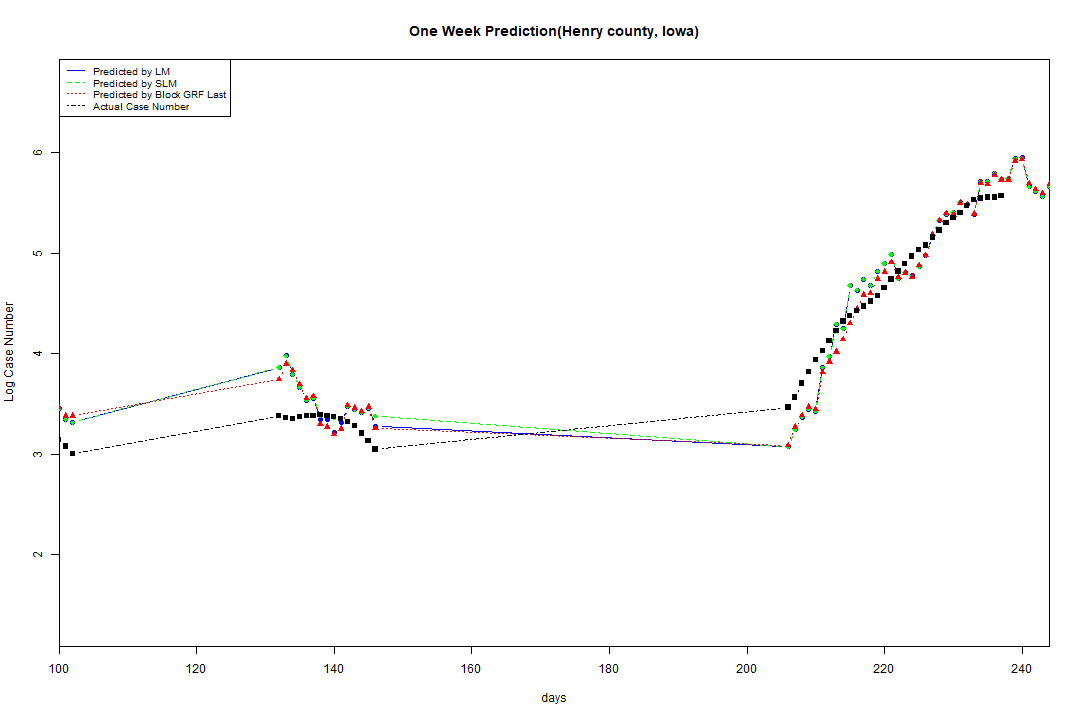 One Week Prediction(Henry county, Iowa)
Predicted by LM
Predicted by SLM
Predicted by Block GRF Last
Actual Case Number
6
5
4
3
2
Log Case Number
100 120 140 160 180 200 220 240
days